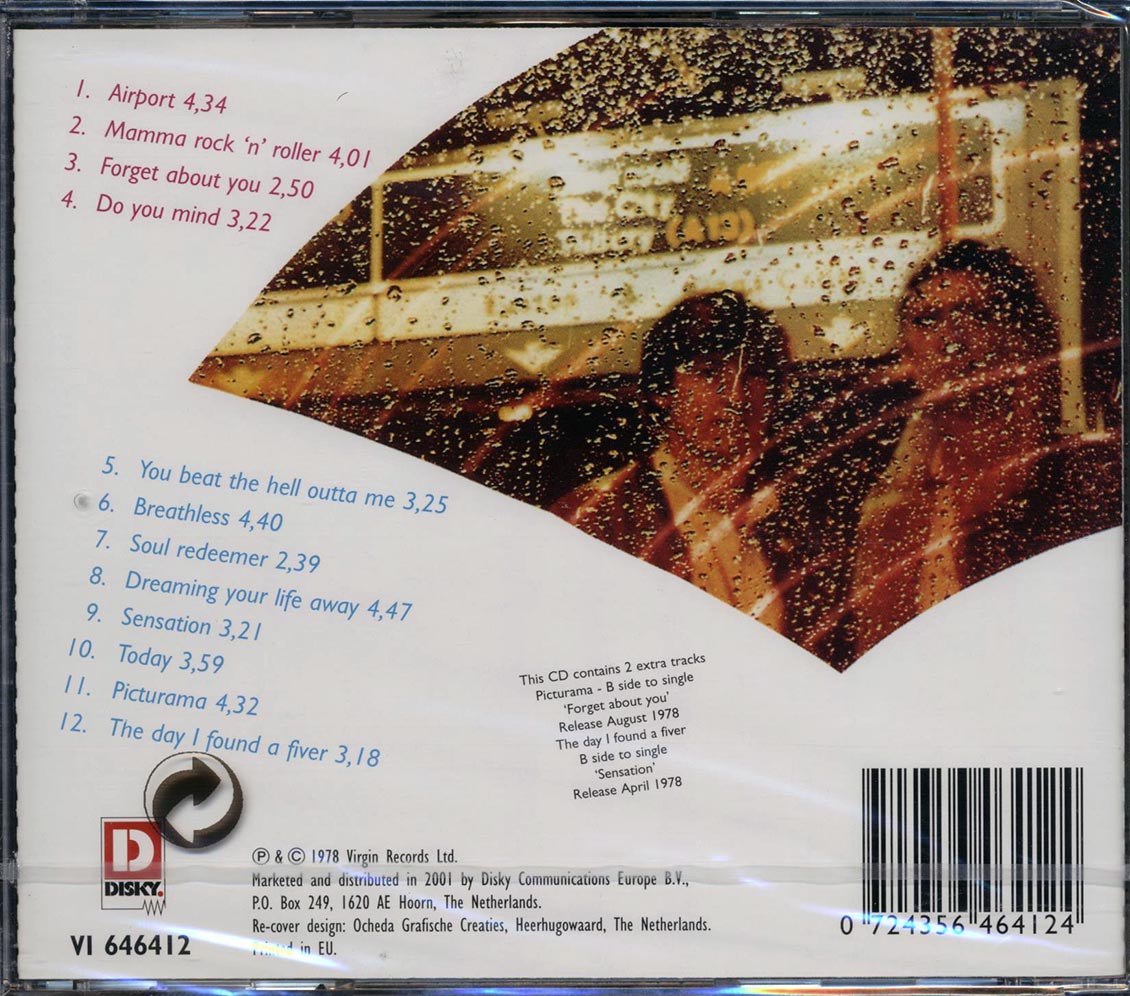 1. Airport 4,34
2. Mamma rock ‘n’ roller 4,01
3. Forget about you 2,50
4. Do you mind 3,22
(A19)
5. You beat the hell outta me 3,25
6. Breathless 4,40
7. Soul redeemer 2,39
8. Dreaming your life away 4,47
9. Sensation 3,21
10. Today 3,59
11. Picturama 4,32
12. The day I found a fiver 3,18
This CD contains 2 extra tracks
Picturama - B side to single
‘Forget about you’
Release August 1978
The day I found a fiver
B side to single
‘Sensation’
Release April 1978
D
DISKY.
VI 646412
Ⓟ & © 1978 Virgin Records Ltd.
Marketed and distributed in 2001 by Disky Communications Europe B.V.,
P.O. Box 249, 1620 AE Hoorn, The Netherlands.
Re-cover design: Ocheda Grafische Creaties, Heerhugowaard, The Netherlands.
Printed in EU.
0 724356 464124